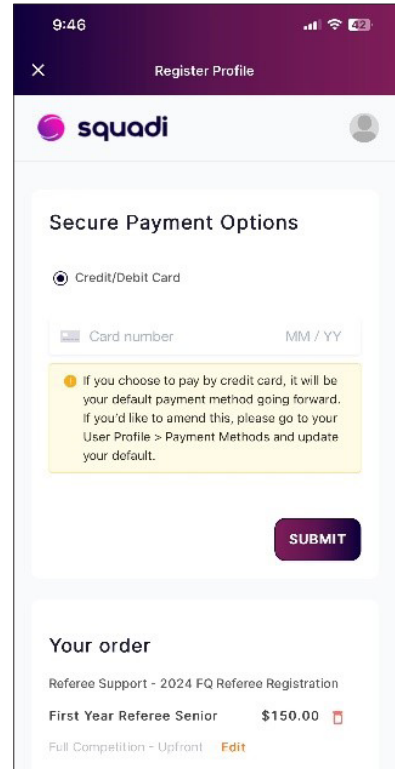 9:46
42
Register Profile
squadi
Secure Payment Options
Credit/Debit Card
Card number MM / YY
If you choose to pay by credit card, it will be
your default payment method going forward.
If you'd like to amend this, please go to your
User Profile > Payment Methods and update
your default.
SUBMIT
Your order
Referee Support - 2024 FQ Referee Registration
First Year Referee Senior $150.00
Full Competition - Upfront Edit